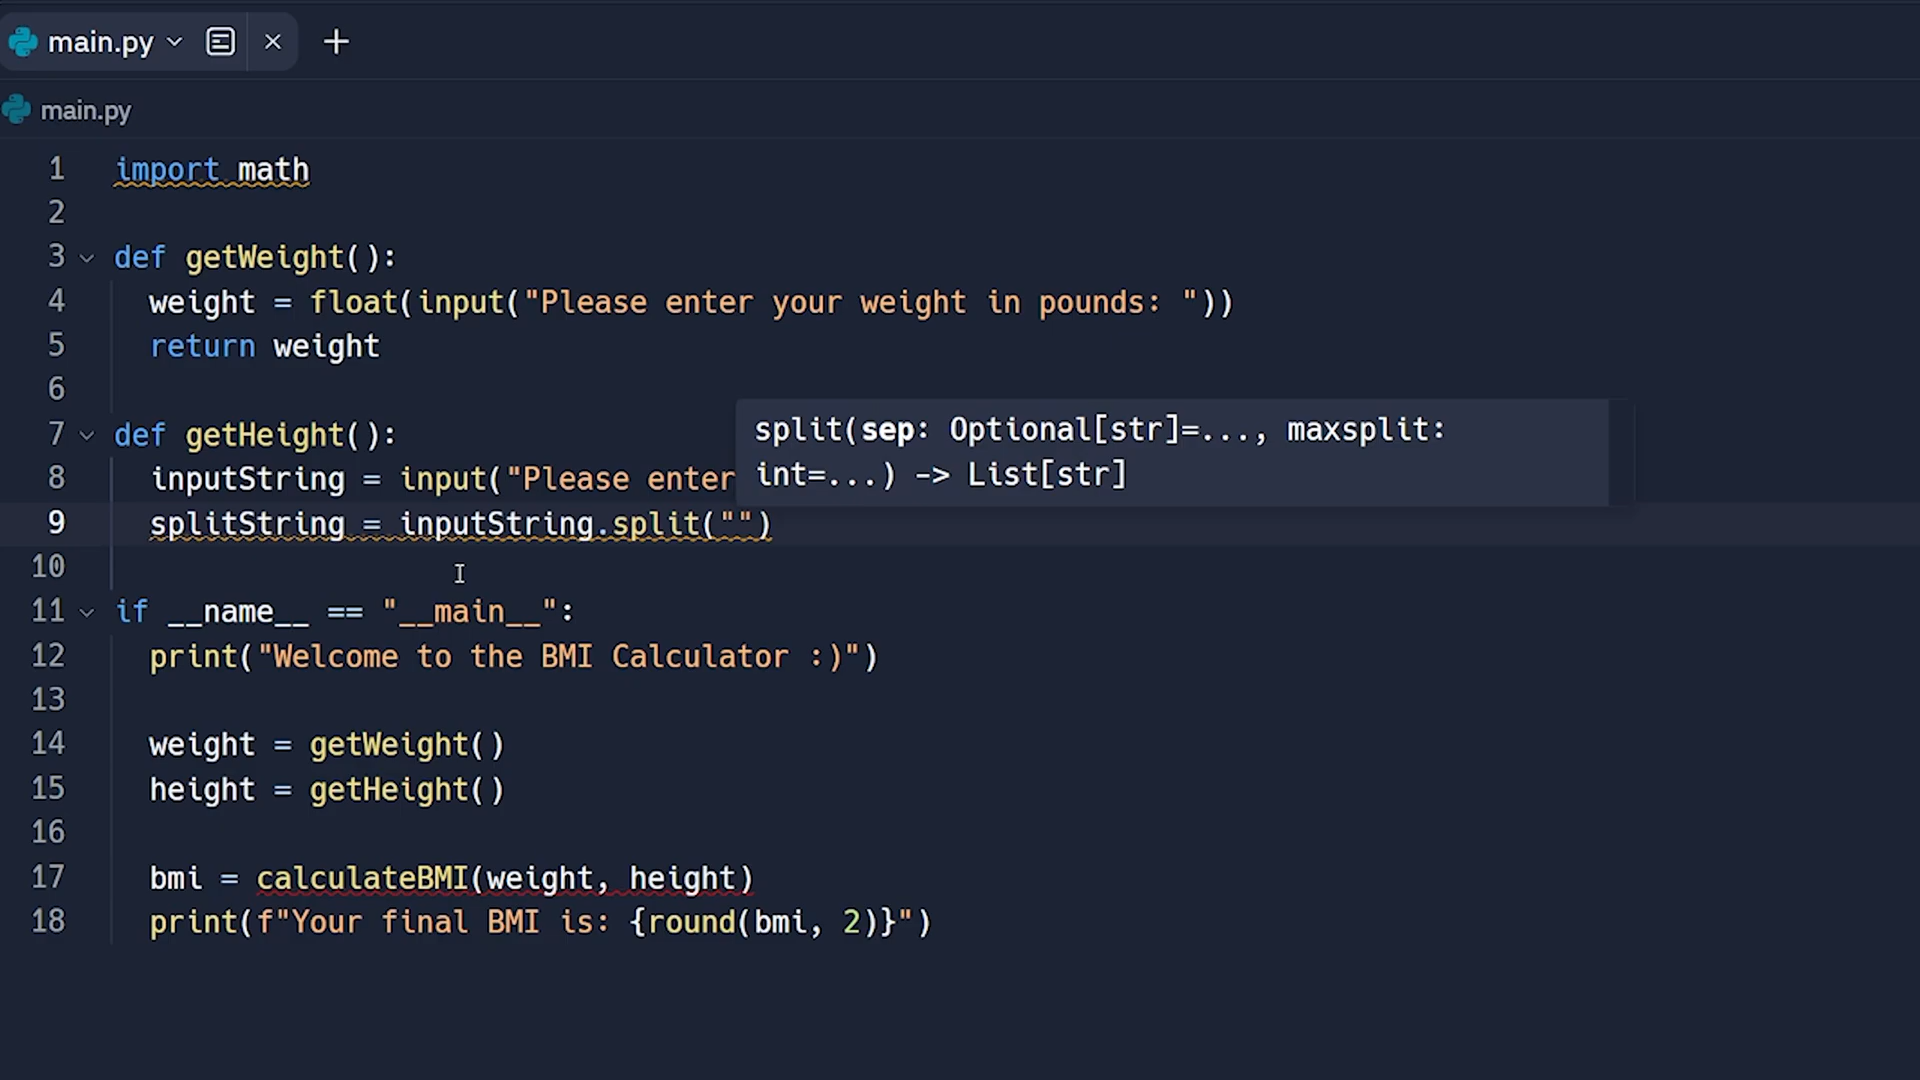 main.py
main.py
1 import math
2
3 def getWeight():
4 weight = float(input("Please enter your weight in pounds: "))
5 return weight
6
7 def getHeight():
split(sep: Optional[str]=..., maxsplit:
int=...) -> List[str]
8 inputString = input("Please enter
9 splitString = inputString.split("")
10
11 if __name__ == "__main__":
12 print("Welcome to the BMI Calculator :)")
13
14 weight = getWeight()
15 height = getHeight()
16
17 bmi = calculateBMI(weight, height)
18 print(f"Your final BMI is: {round(bmi, 2)}")